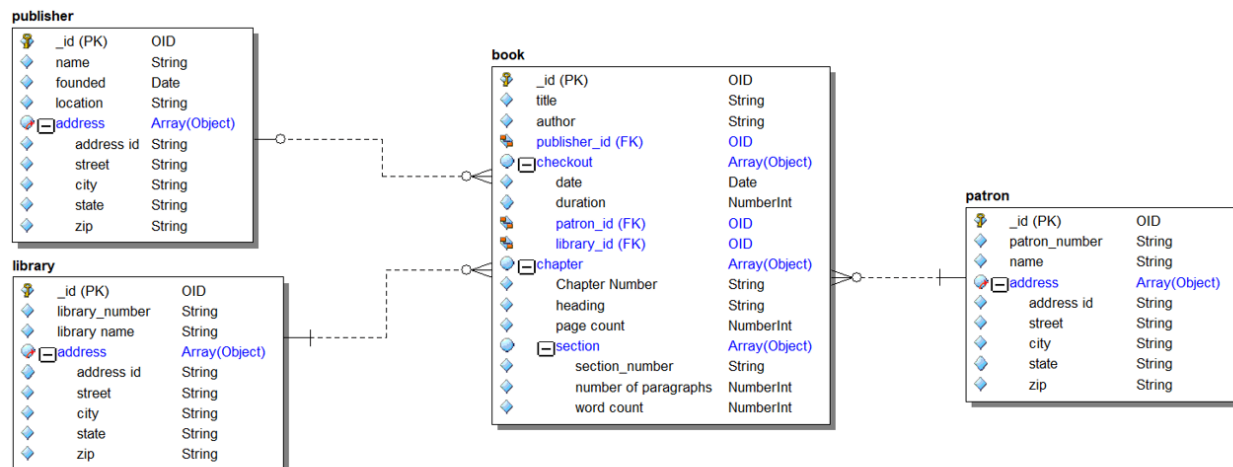 publisher
_id (PK) OID
name String
founded Date
location String
address Array(Object)
address id String
street String
city String
state String
zip String
library
_id (PK) OID
library_number String
library name String
address Array(Object)
address id String
street String
city String
state String
zip String
book
_id (PK) OID
title String
author String
publisher_id (FK) OID
checkout Array(Object)
date Date
duration NumberInt
patron_id (FK) OID
library_id (FK) OID
chapter Array(Object)
Chapter Number String
heading String
page count NumberInt
section Array(Object)
section_number String
number of paragraphs NumberInt
word count NumberInt
patron
_id (PK) OID
patron_number String
name String
address Array(Object)
address id String
street String
city String
state String
zip String